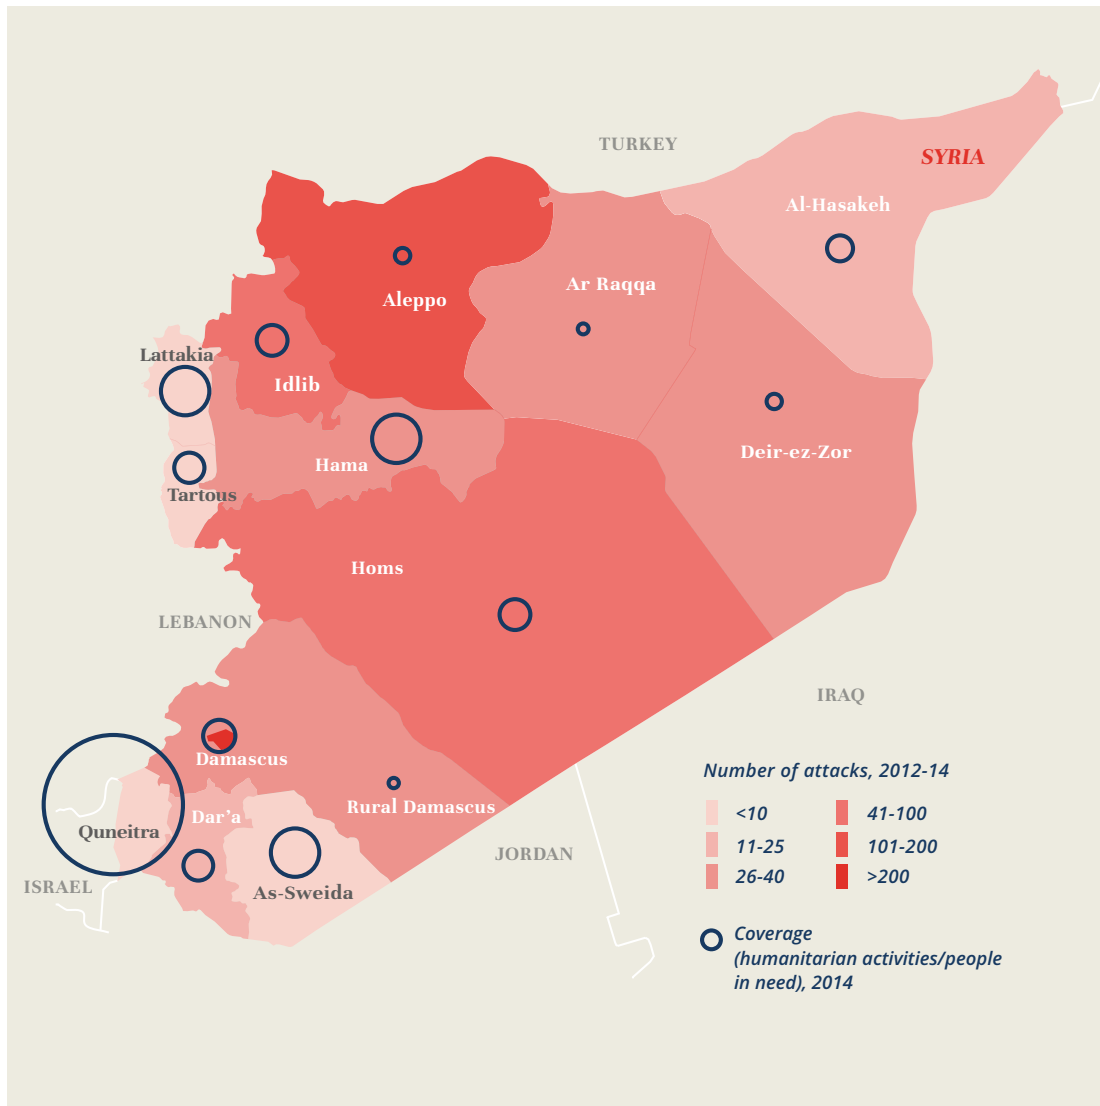 TURKEY
SYRIA
Al-Hasakeh
Ar Raqqa
Aleppo
Lattakia
Idlib
Deir-ez-Zor
Hama
Tartous
Homs
LEBANON
IRAQ
Damascus
Rural Damascus
Dar’a
Quneitra
JORDAN
ISRAEL
As-Sweida
Number of attacks, 2012-14
<10
41-100
11-25
101-200
26-40
>200
Coverage
(humanitarian activities/people
in need), 2014